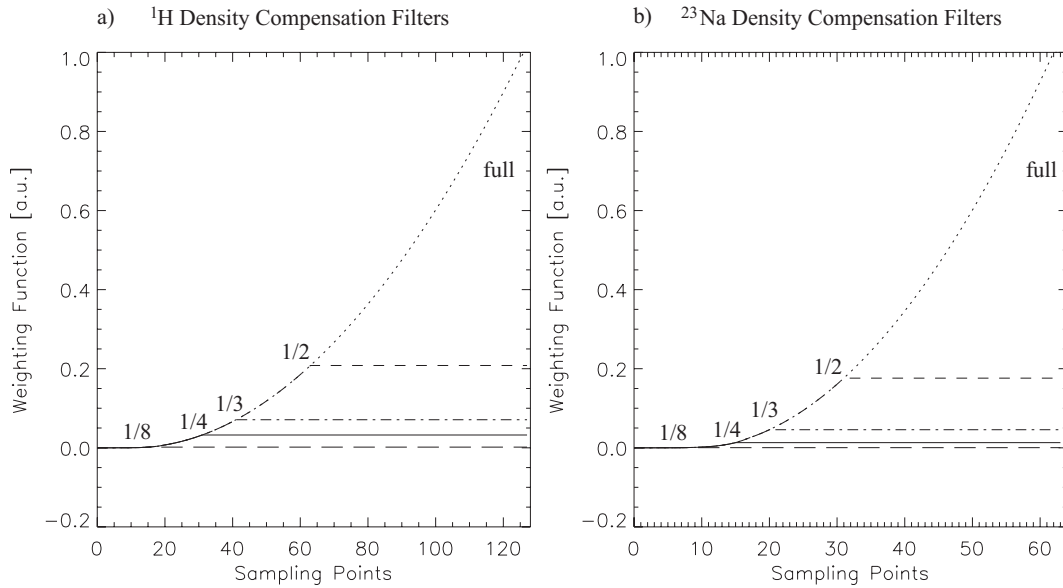 a) ¹H Density Compensation Filters
1.0
0.8
0.6
0.4
0.2
0.0
−0.2
Weighting Function [a.u.]
full
1/2
1/3
1/4
1/8
0 20 40 60 80 100 120
Sampling Points
b) ²³Na Density Compensation Filters
1.0
0.8
0.6
0.4
0.2
0.0
−0.2
Weighting Function [a.u.]
full
1/2
1/3
1/4
1/8
0 10 20 30 40 50 60
Sampling Points